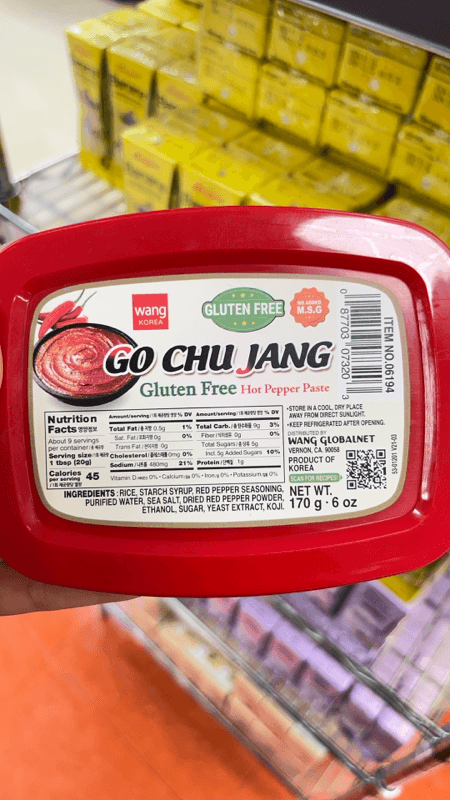 wang
KOREA
GLUTEN FREE
NO ADDED
M.S.G
GO CHU JANG
Gluten Free Hot Pepper Paste
0 87703 07320 3
ITEM NO.06194
Nutrition
Facts 영양정보
About 9 servings
per container
Serving size
1 tbsp (20g)
Calories 45
per serving
Amount/serving % DV
Total Fat 0.5g 1%
Sat. Fat 0g 0%
Trans Fat 0g
Cholesterol 0mg 0%
Sodium 480mg 21%
Amount/serving % DV
Total Carb. 9g 3%
Fiber 0g 0%
Total Sugars 5g
Incl. 5g Added Sugars 10%
Protein 1g
Vitamin D 0% • Calcium 0% • Iron 0% • Potassium 0%
INGREDIENTS : RICE, STARCH SYRUP, RED PEPPER SEASONING,
PURIFIED WATER, SEA SALT, DRIED RED PEPPER POWDER,
ETHANOL, SUGAR, YEAST EXTRACT, KOJI.
•STORE IN A COOL, DRY PLACE
AWAY FROM DIRECT SUNLIGHT.
•KEEP REFRIGERATED AFTER OPENING.
DISTRIBUTED BY
WANG GLOBALNET
VERNON, CA. 90058
PRODUCT OF
KOREA
SCAN FOR RECIPES
NET WT.
170 g · 6 oz